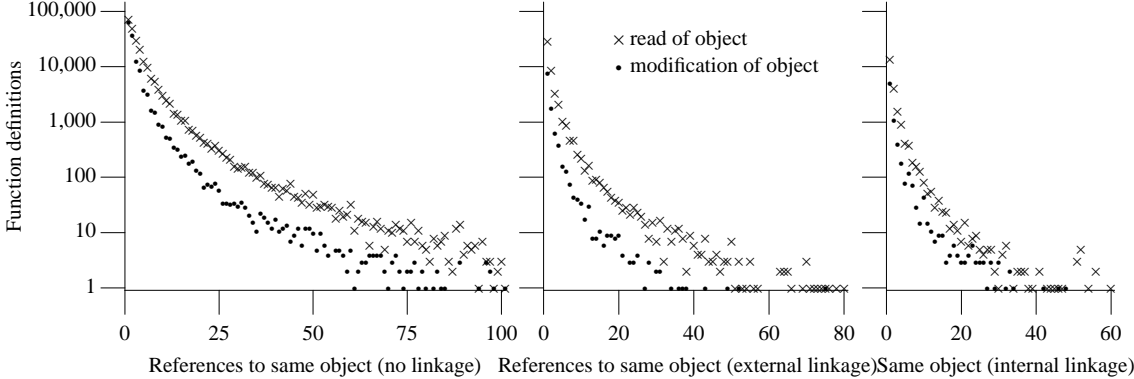 100,000
10,000
1,000
100
10
1
Function definitions
× read of object
• modification of object
0 25 50 75 100 0 20 40 60 80 0 20 40 60
References to same object (no linkage) References to same object (external linkage) Same object (internal linkage)